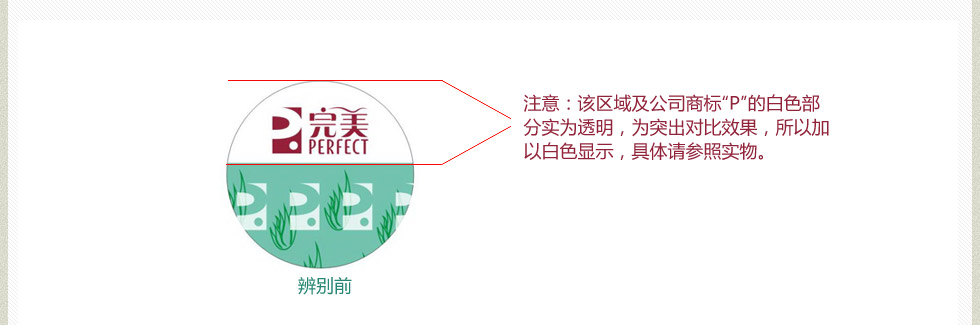 完美
PERFECT
注意：该区域及公司商标“P”的白色部
分实为透明，为突出对比效果，所以加
以白色显示，具体请参照实物。
辨别前